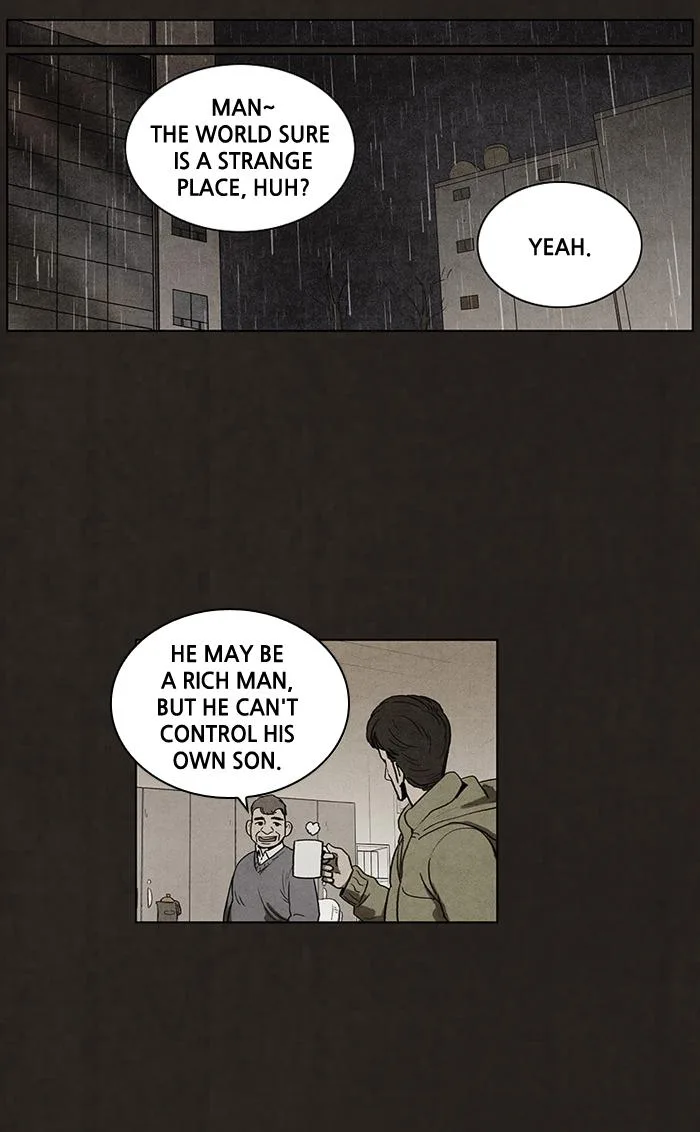 MAN~
THE WORLD SURE
IS A STRANGE
PLACE, HUH?
YEAH.
HE MAY BE
A RICH MAN,
BUT HE CAN'T
CONTROL HIS
OWN SON.